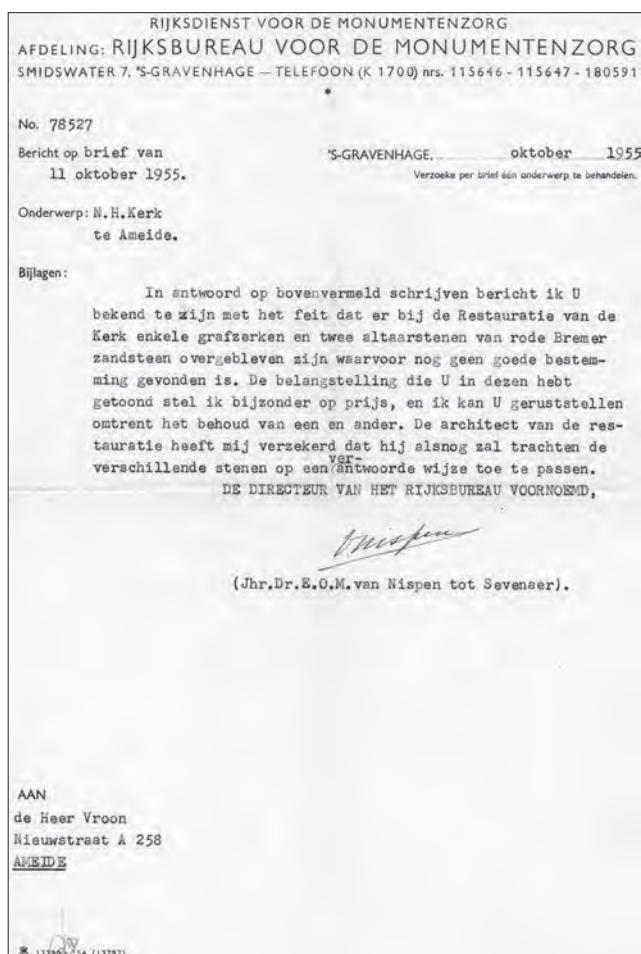 RIJKSDIENST VOOR DE MONUMENTENZORG
AFDELING: RIJKSBUREAU VOOR DE MONUMENTENZORG
SMIDSWATER 7, 'S-GRAVENHAGE — TELEFOON (K 1700) nrs. 115646 - 115647 - 180591
*
No. 78527
Bericht op brief van 'S-GRAVENHAGE, oktober 1955
11 oktober 1955. Verzoeke per brief één onderwerp te behandelen.
Onderwerp: N.H.Kerk
te Ameide.
Bijlagen:
In antwoord op bovenvermeld schrijven bericht ik U
bekend te zijn met het feit dat er bij de Restauratie van de
Kerk enkele grafzerken en twee altaarstenen van rode Bremer
zandsteen overgebleven zijn waarvoor nog geen goede bestem-
ming gevonden is. De belangstelling die U in dezen hebt
getoond stel ik bijzonder op prijs, en ik kan U geruststellen
omtrent het behoud van een en ander. De architect van de res-
tauratie heeft mij verzekerd dat hij alsnog zal trachten de
ver-
verschillende stenen op een/antwoorde wijze toe te passen.
DE DIRECTEUR VAN HET RIJKSBUREAU VOORNOEMD,
(Jhr.Dr.E.O.M.van Nispen tot Sevenaer).
AAN
de Heer Vroon
Nieuwstraat A 258
AMEIDE